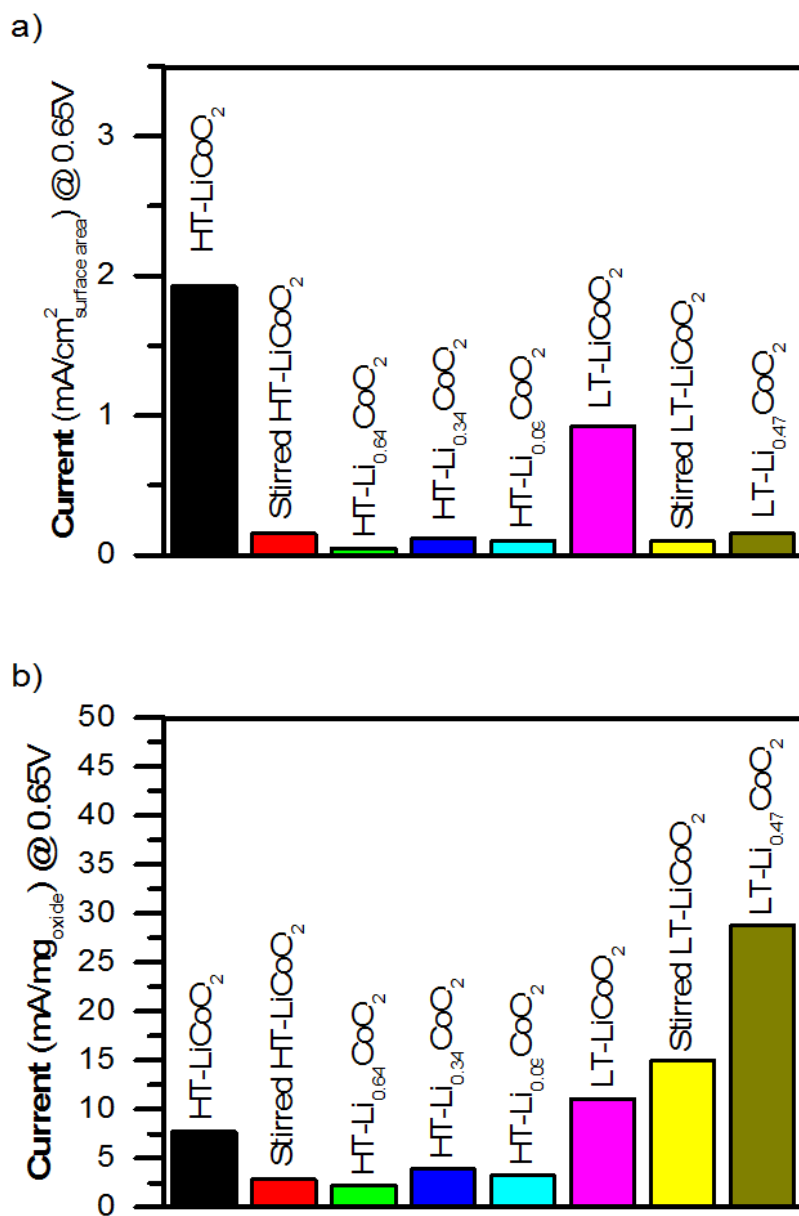 a)
Current (mA/cm²surface area) @ 0.65V
3
2
1
0
HT-LiCoO₂
Stirred HT-LiCoO₂
HT-Li₀.₆₄CoO₂
HT-Li₀.₃₄CoO₂
HT-Li₀.₀₉CoO₂
LT-LiCoO₂
Stirred LT-LiCoO₂
LT-Li₀.₄₇CoO₂
b)
Current (mA/mgoxide) @ 0.65V
50
45
40
35
30
25
20
15
10
5
0
HT-LiCoO₂
Stirred HT-LiCoO₂
HT-Li₀.₆₄CoO₂
HT-Li₀.₃₄CoO₂
HT-Li₀.₀₉CoO₂
LT-LiCoO₂
Stirred LT-LiCoO₂
LT-Li₀.₄₇CoO₂